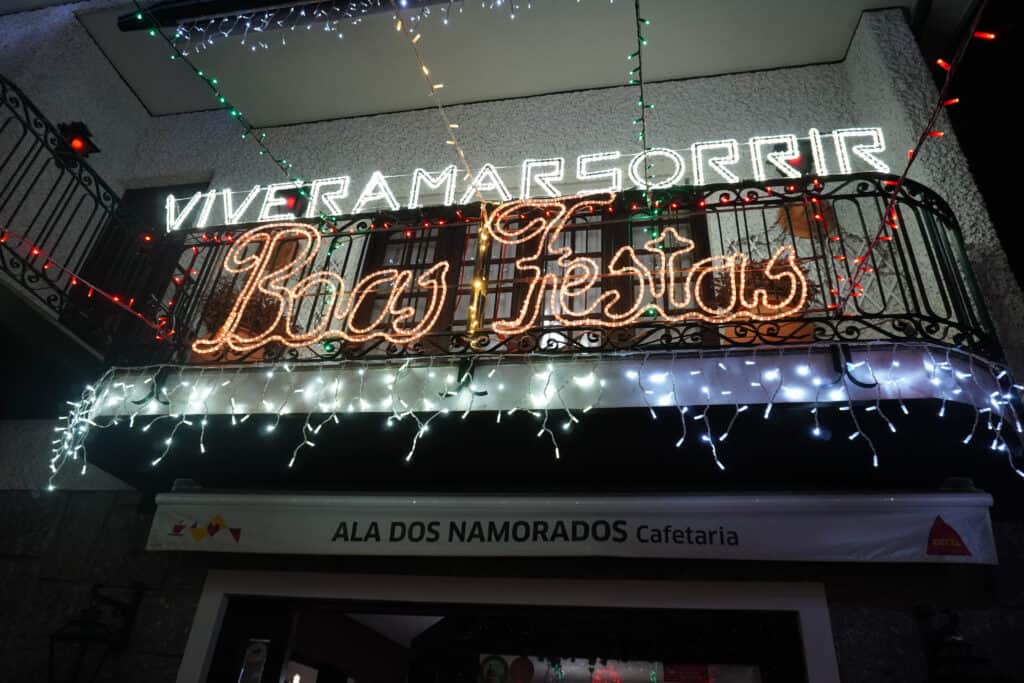 VIVERAMARSORRIR
Boas Festas
ALA DOS NAMORADOS Cafetaria